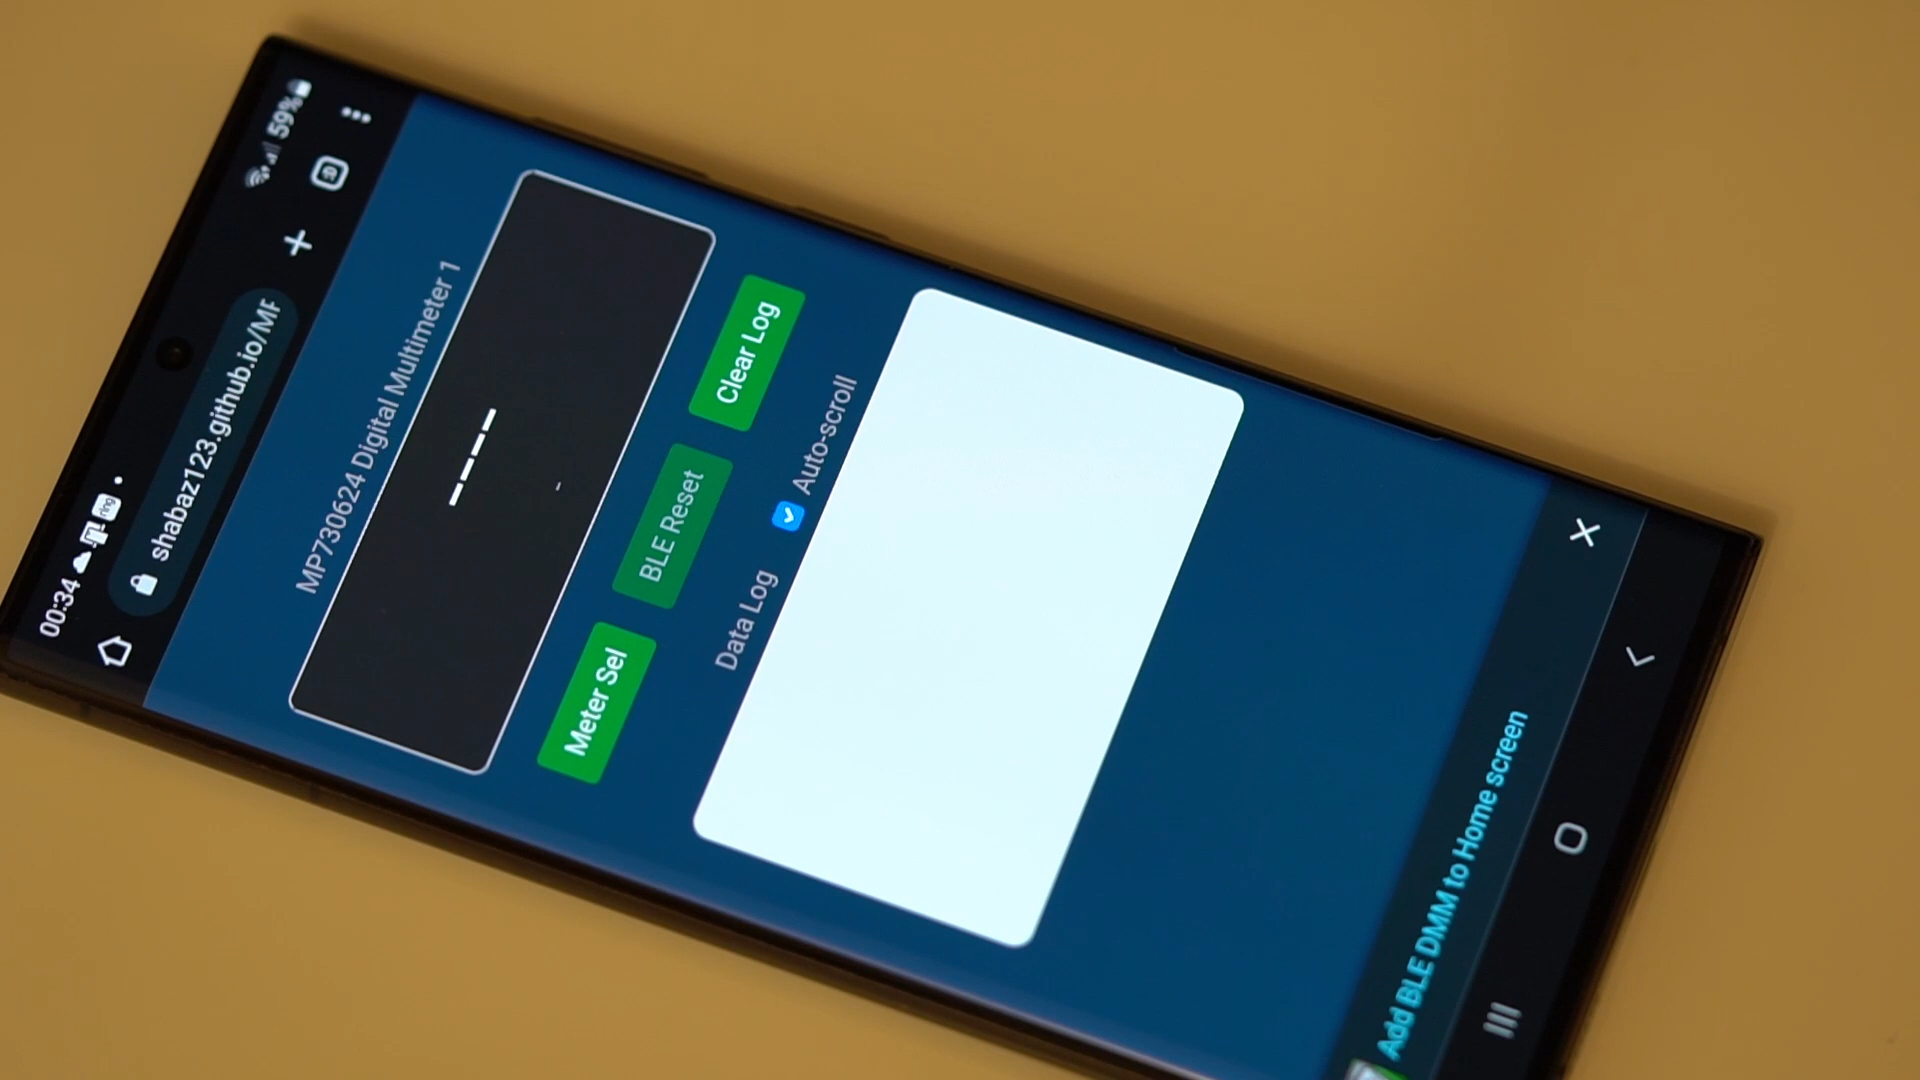 00:34 ring 59%
shabaz123.github.io/MF :D
MP730624 Digital Multimeter 1
----
-
Meter Sel BLE Reset Clear Log
Data Log Auto-scroll
Add BLE DMM to Home screen